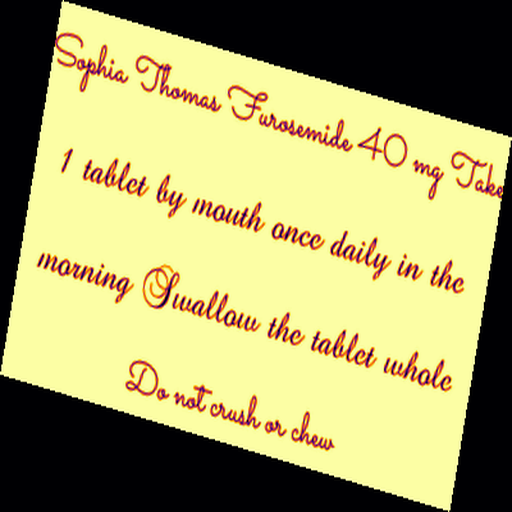 Sophia Thomas Furosemide 40 mg Take
1 tablet by mouth once daily in the
morning Swallow the tablet whole
Do not crush or chew